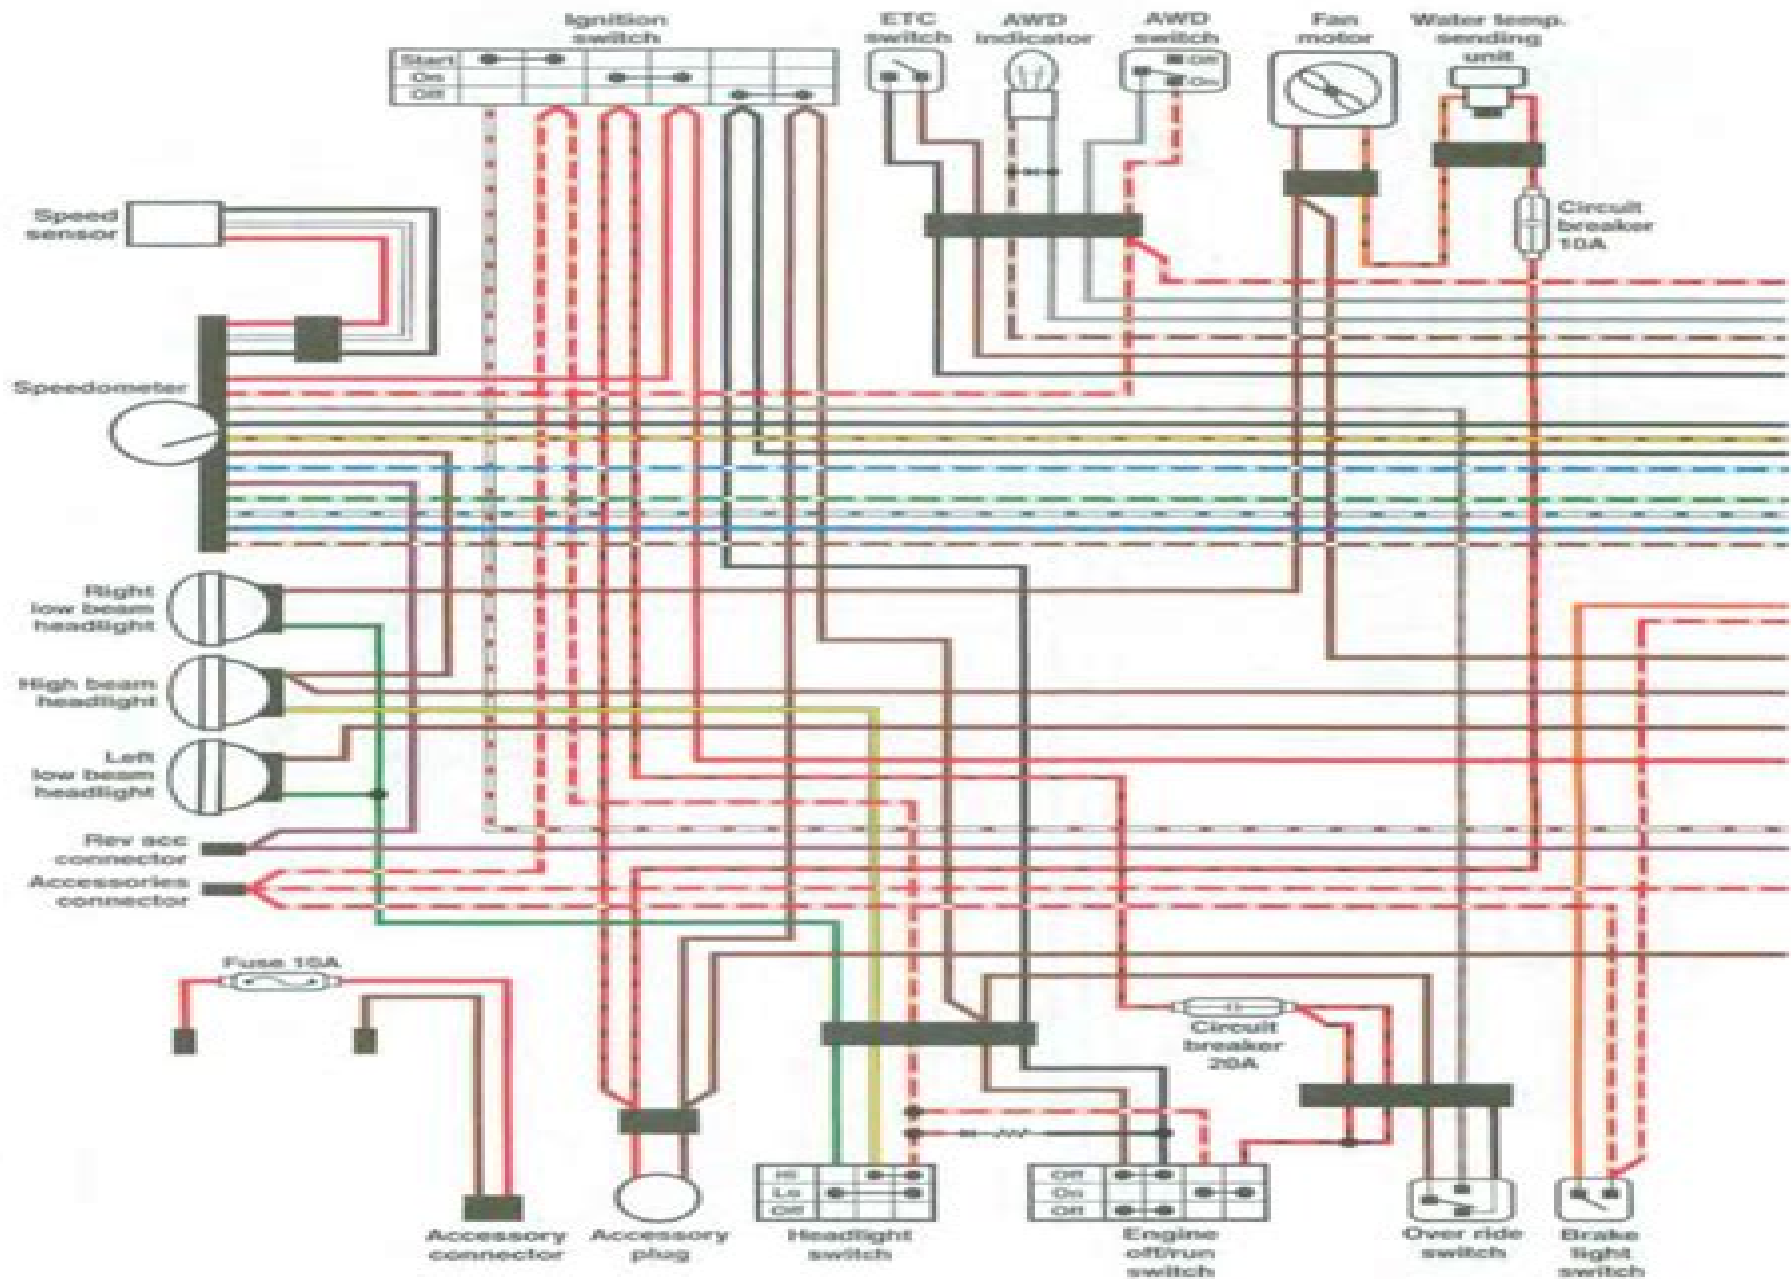 Ignition
switch
Start
On
Off
ETC
switch
AWD
indicator
AWD
switch
Off
On
Fan
motor
Water temp.
sending
unit
Circuit
breaker
10A
Speed
sensor
Speedometer
Right
low beam
headlight
High beam
headlight
Left
low beam
headlight
Rev acc
connector
Accessories
connector
Fuse 10A
Circuit
breaker
20A
Accessory
connector
Accessory
plug
Hi
Lo
Off
Headlight
switch
Off
On
Off
Engine
off/run
switch
Over ride
switch
Brake
light
switch